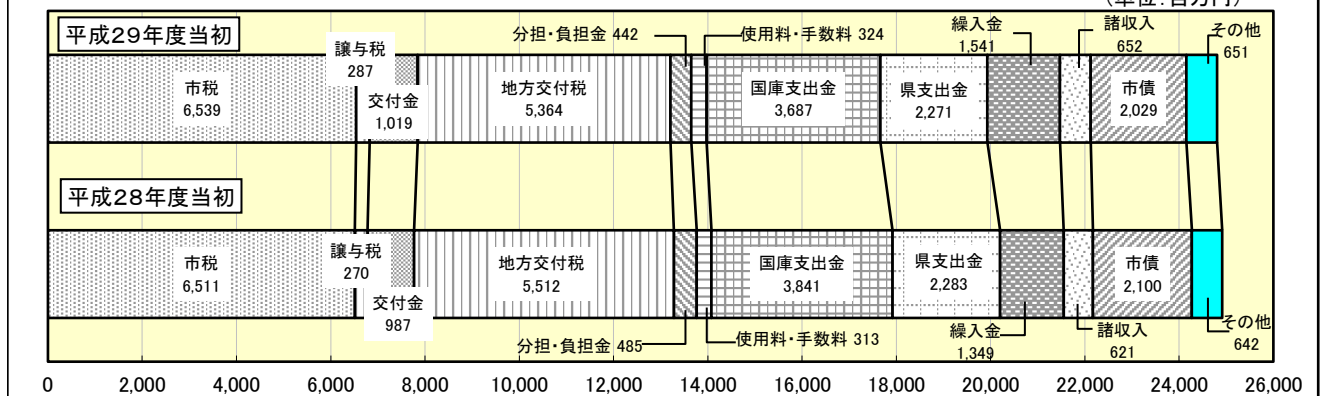 (単位:百万円)
平成29年度当初
市税
6,539
譲与税
287
交付金
1,019
地方交付税
5,364
分担・負担金 442
使用料・手数料 324
国庫支出金
3,687
県支出金
2,271
繰入金
1,541
諸収入
652
市債
2,029
その他
651
平成28年度当初
市税
6,511
譲与税
270
交付金
987
地方交付税
5,512
分担・負担金 485
使用料・手数料 313
国庫支出金
3,841
県支出金
2,283
繰入金
1,349
諸収入
621
市債
2,100
その他
642
0 2,000 4,000 6,000 8,000 10,000 12,000 14,000 16,000 18,000 20,000 22,000 24,000 26,000